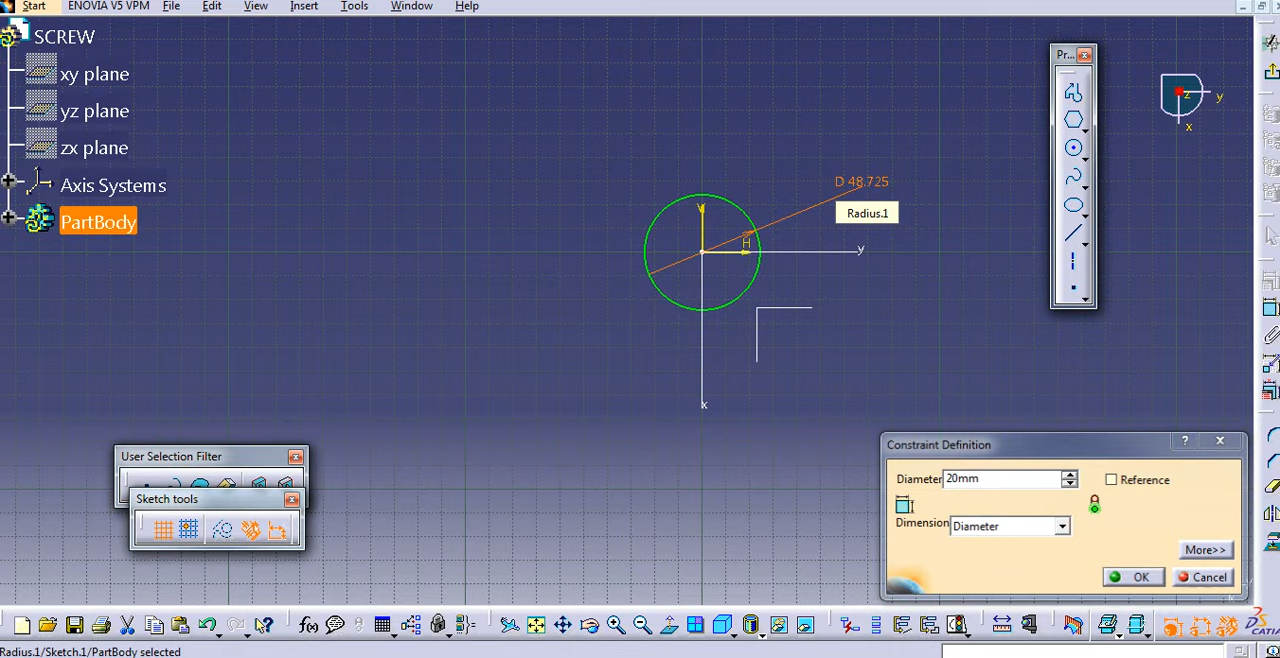 Start ENOVIA V5 VPM File Edit View Insert Tools Window Help
SCREW
xy plane
yz plane
zx plane
Axis Systems
PartBody
Pr...
z
y
x
D 48.725
Radius.1
V
H
y
x
User Selection Filter
Sketch tools
Constraint Definition
Diameter 20mm
Reference
Dimension Diameter
More>>
OK Cancel
f(x)
DS
CATIA
Radius.1/Sketch.1/PartBody selected